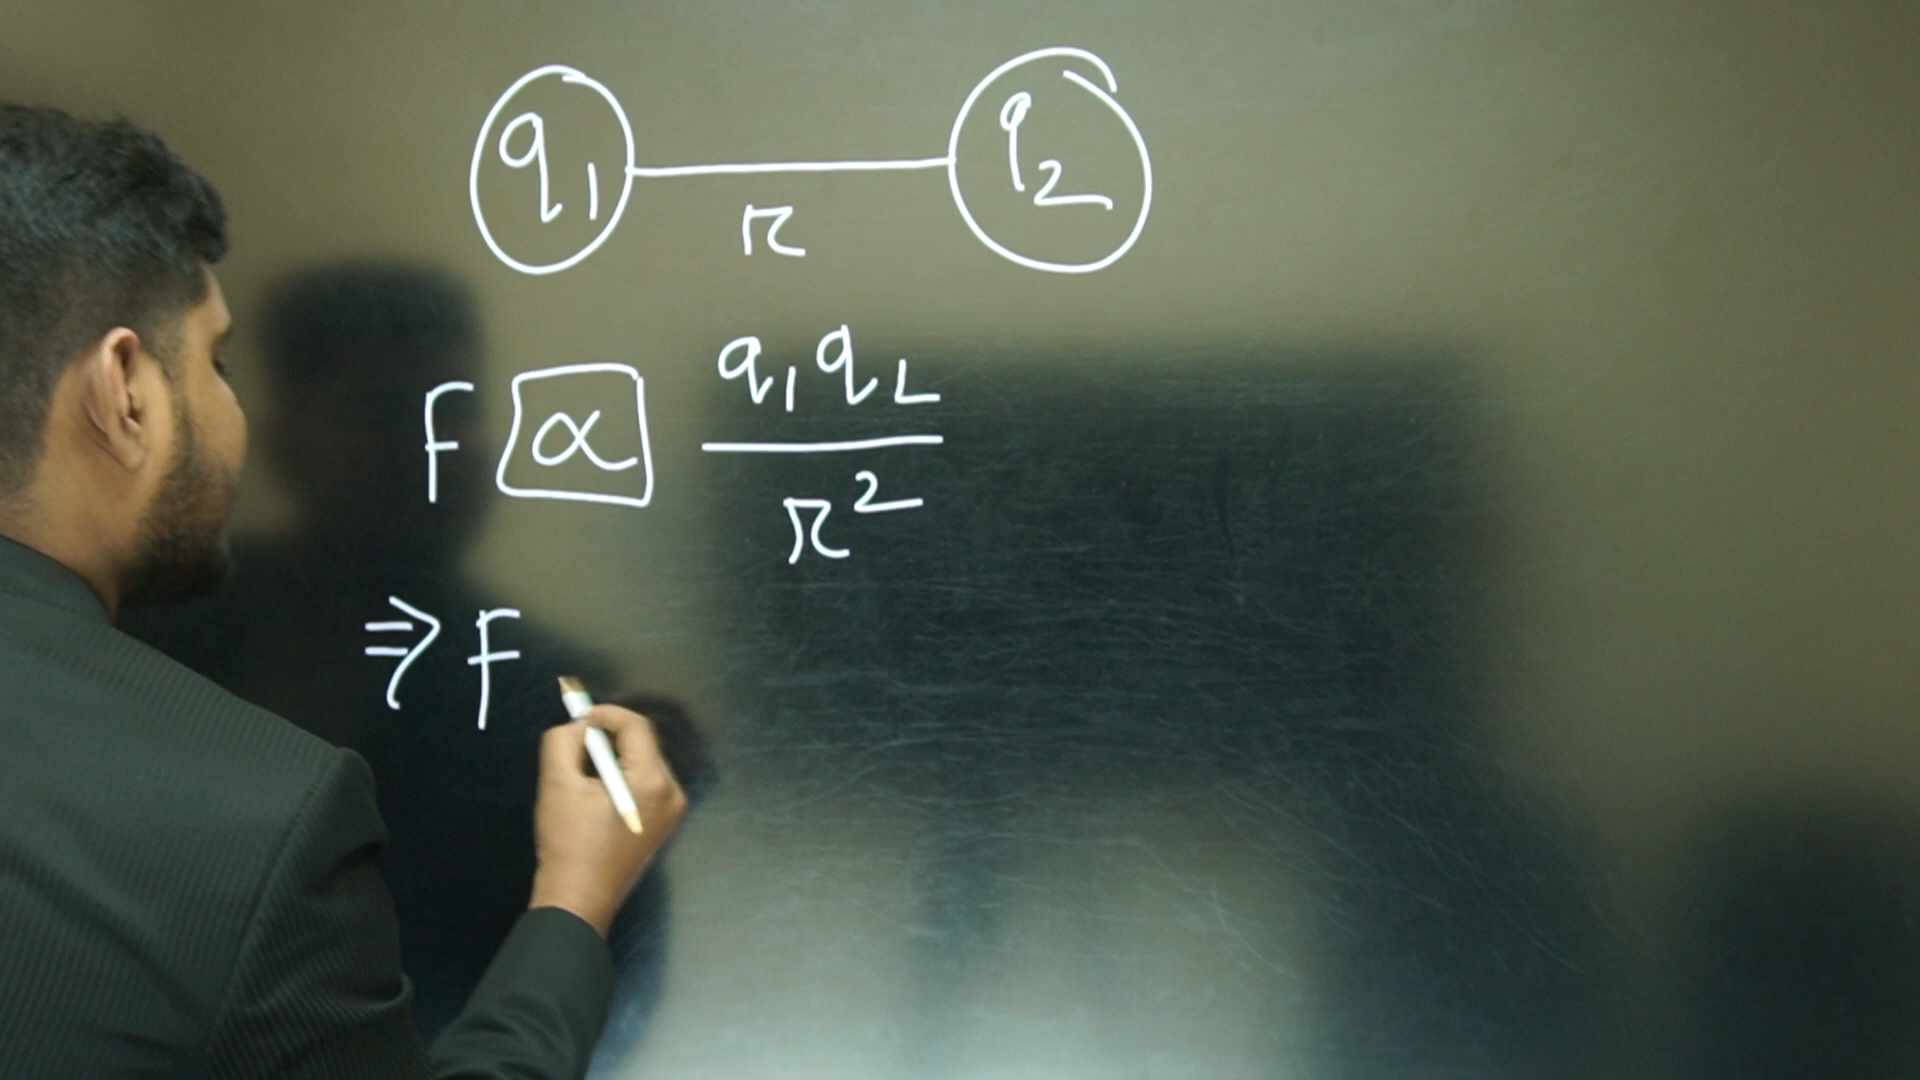 q₁ r q₂
F ∝ q₁q₂ / r²
⇒ F